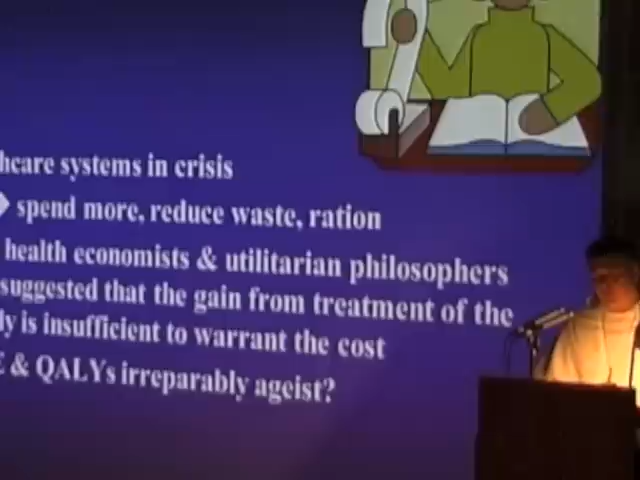 hcare systems in crisis
spend more, reduce waste, ration
health economists & utilitarian philosophers
suggested that the gain from treatment of the
ly is insufficient to warrant the cost
E & QALYs irreparably ageist?